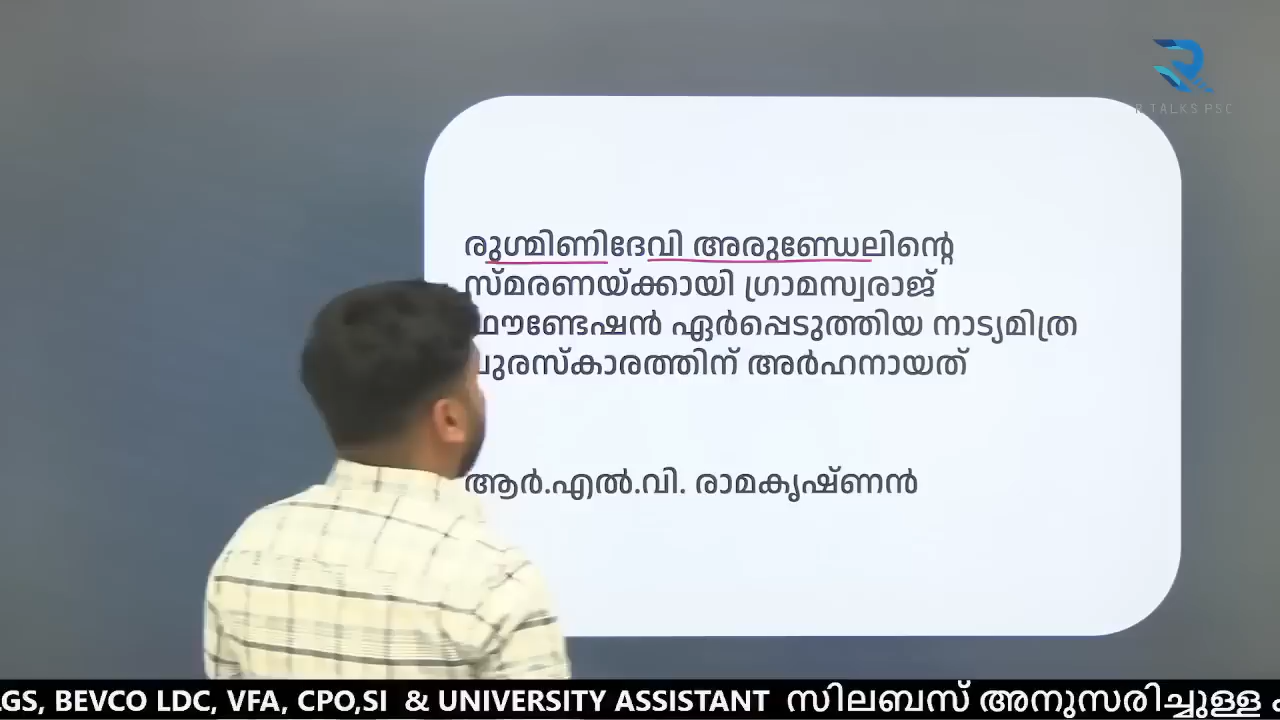 R TALKS PSC
രുഗ്മിണിദേവി അരുണ്ഡേലിന്റെ
സ്മരണയ്ക്കായി ഗ്രാമസ്വരാജ്
ഫൗണ്ടേഷൻ ഏർപ്പെടുത്തിയ നാട്യമിത്ര
പുരസ്കാരത്തിന് അർഹനായത്
ആർ.എൽ.വി. രാമകൃഷ്ണൻ
LGS, BEVCO LDC, VFA, CPO,SI & UNIVERSITY ASSISTANT സിലബസ് അനുസരിച്ചുള്ള